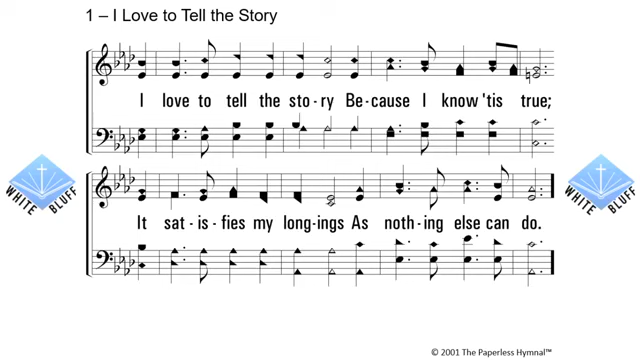 1 – I Love to Tell the Story
I love to tell the sto - ry Be - cause I know 'tis true;
WHITE BLUFF
WHITE BLUFF
It sat - is - fies my long - ings As noth - ing else can do.
© 2001 The Paperless Hymnal™